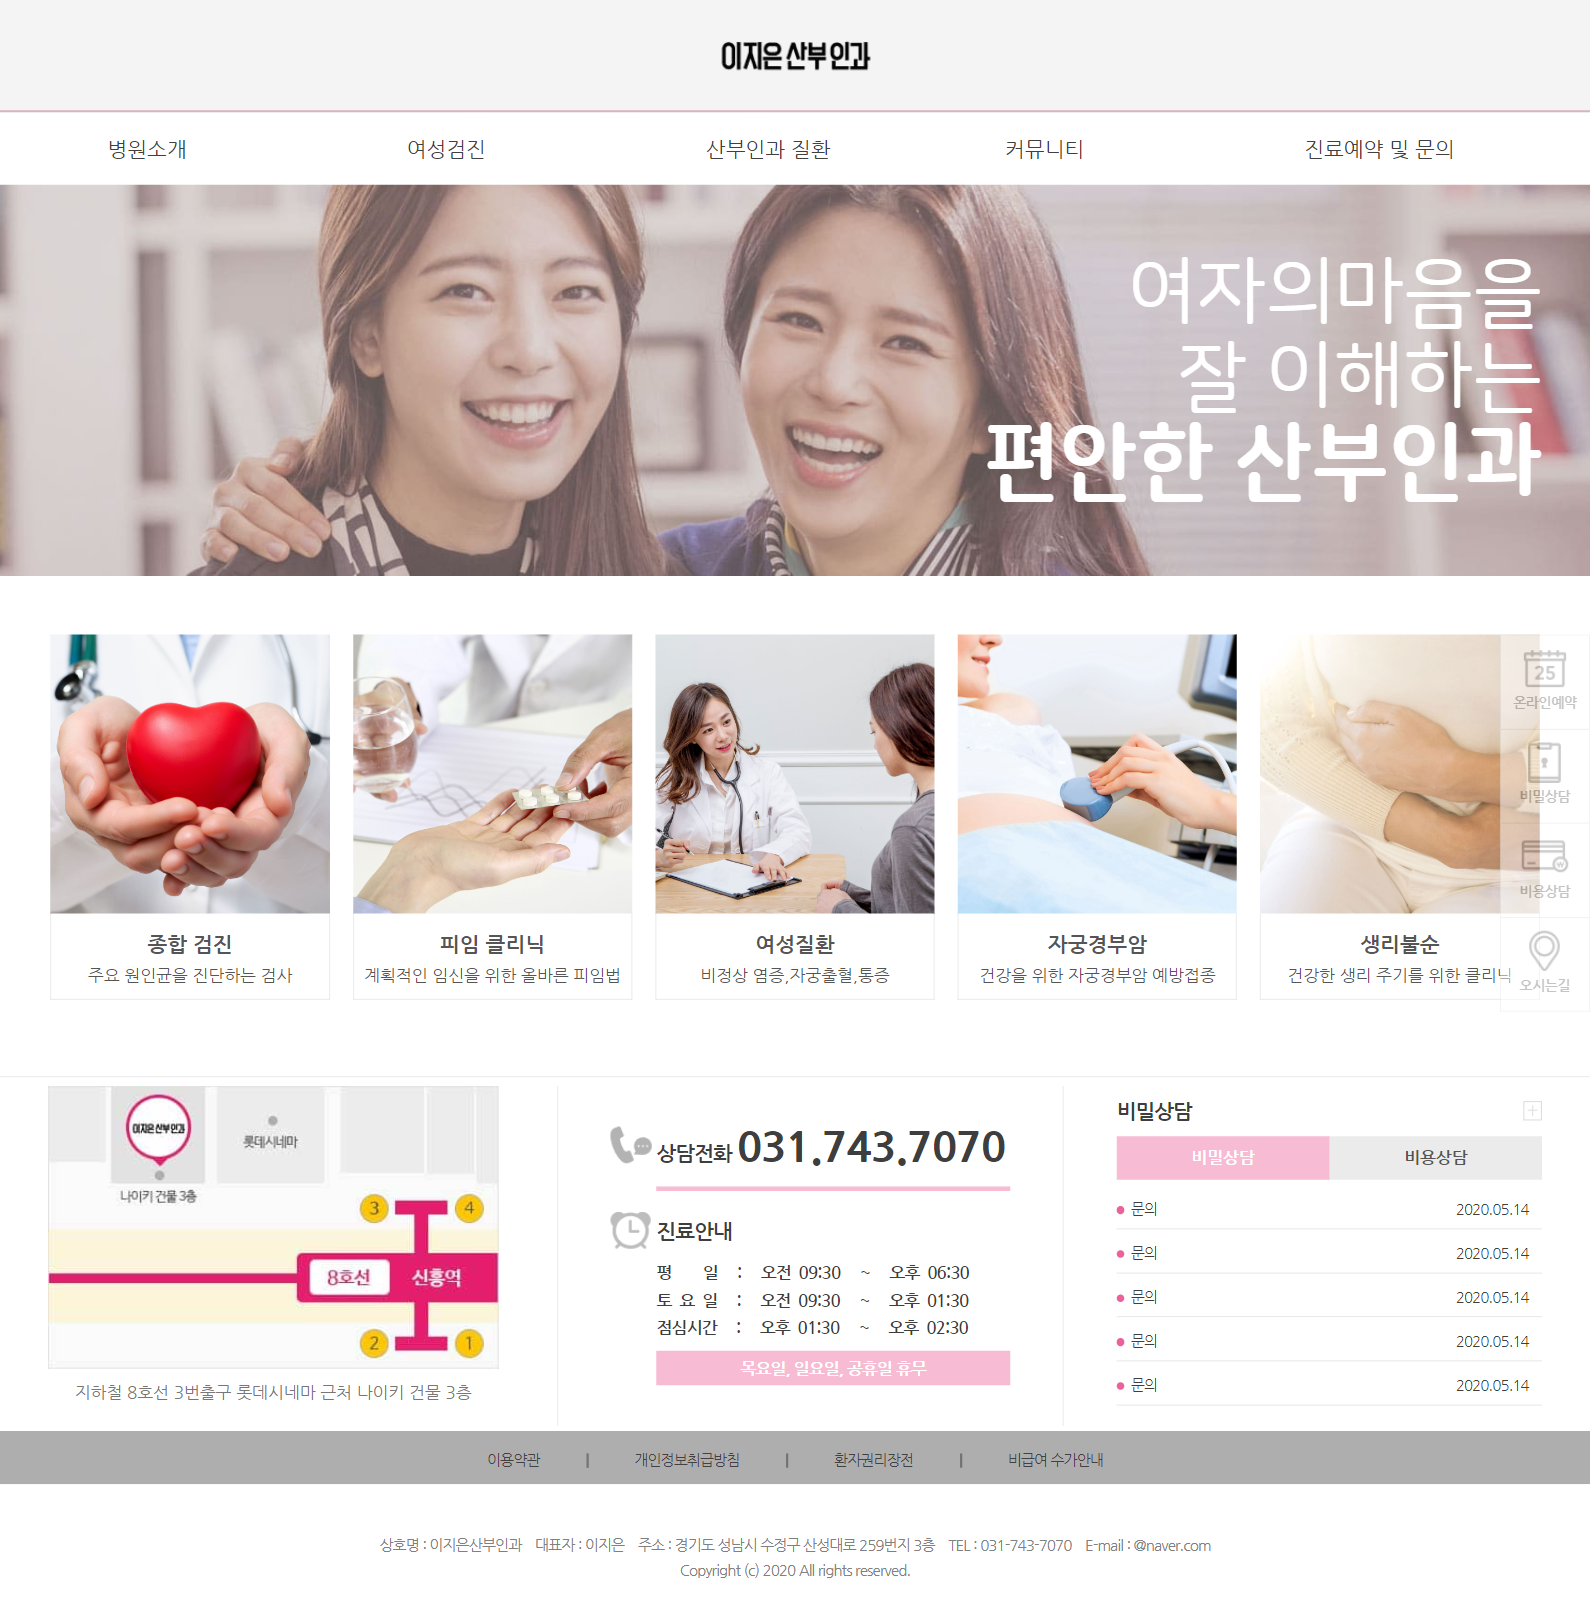 이지은 산부인과
병원소개 여성검진 산부인과 질환 커뮤니티 진료예약 및 문의
여자의마음을
잘 이해하는
편안한 산부인과
25
온라인예약
비밀상담
비용상담
오시는길
종합 검진
주요 원인균을 진단하는 검사
피임 클리닉
계획적인 임신을 위한 올바른 피임법
여성질환
비정상 염증,자궁출혈,통증
자궁경부암
건강을 위한 자궁경부암 예방접종
생리불순
건강한 생리 주기를 위한 클리닉
이지은 산부인과
롯데시네마
나이키 건물 3층
3 4
8호선 신흥역
2 1
지하철 8호선 3번출구 롯데시네마 근처 나이키 건물 3층
상담전화 031.743.7070
진료안내
평 일 : 오전 09:30 ~ 오후 06:30
토 요 일 : 오전 09:30 ~ 오후 01:30
점심시간 : 오후 01:30 ~ 오후 02:30
목요일, 일요일, 공휴일 휴무
비밀상담
비밀상담 비용상담
문의 2020.05.14
문의 2020.05.14
문의 2020.05.14
문의 2020.05.14
문의 2020.05.14
이용약관 | 개인정보취급방침 | 환자권리장전 | 비급여 수가안내
상호명 : 이지은산부인과 대표자 : 이지은 주소 : 경기도 성남시 수정구 산성대로 259번지 3층 TEL : 031-743-7070 E-mail : @naver.com
Copyright (c) 2020 All rights reserved.